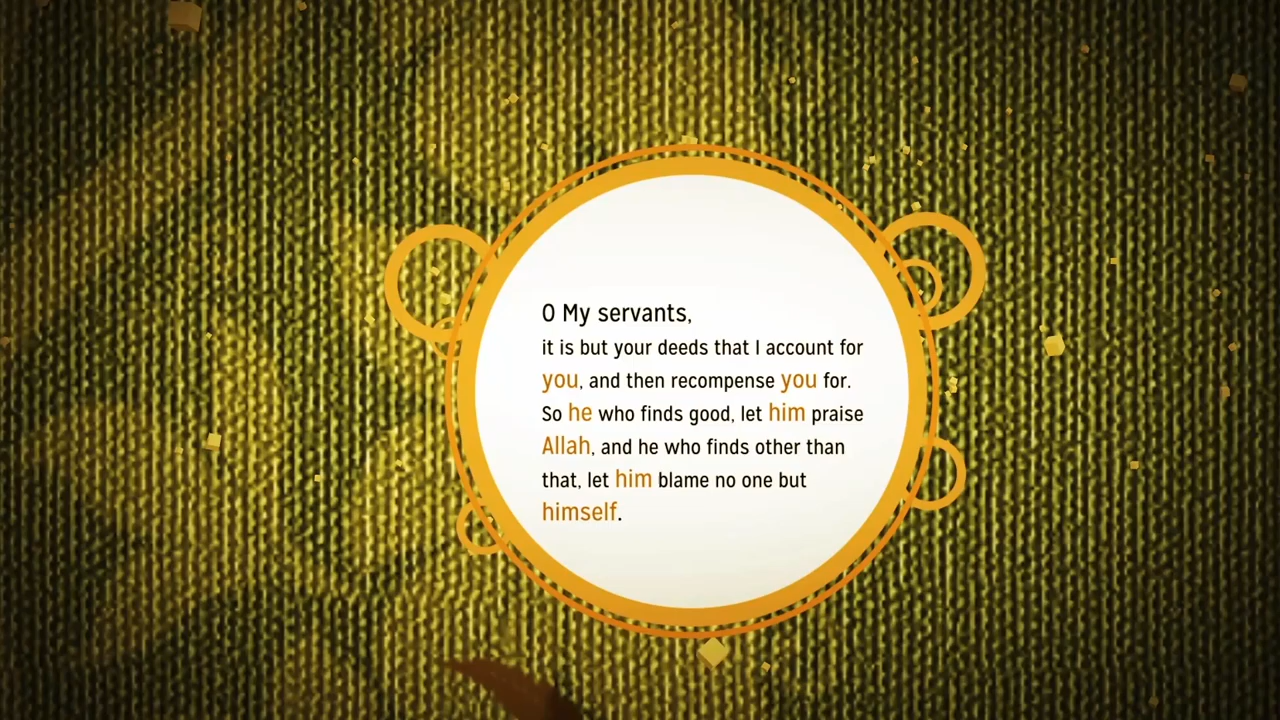 O My servants,
it is but your deeds that I account for
you, and then recompense you for.
So he who finds good, let him praise
Allah, and he who finds other than
that, let him blame no one but
himself.